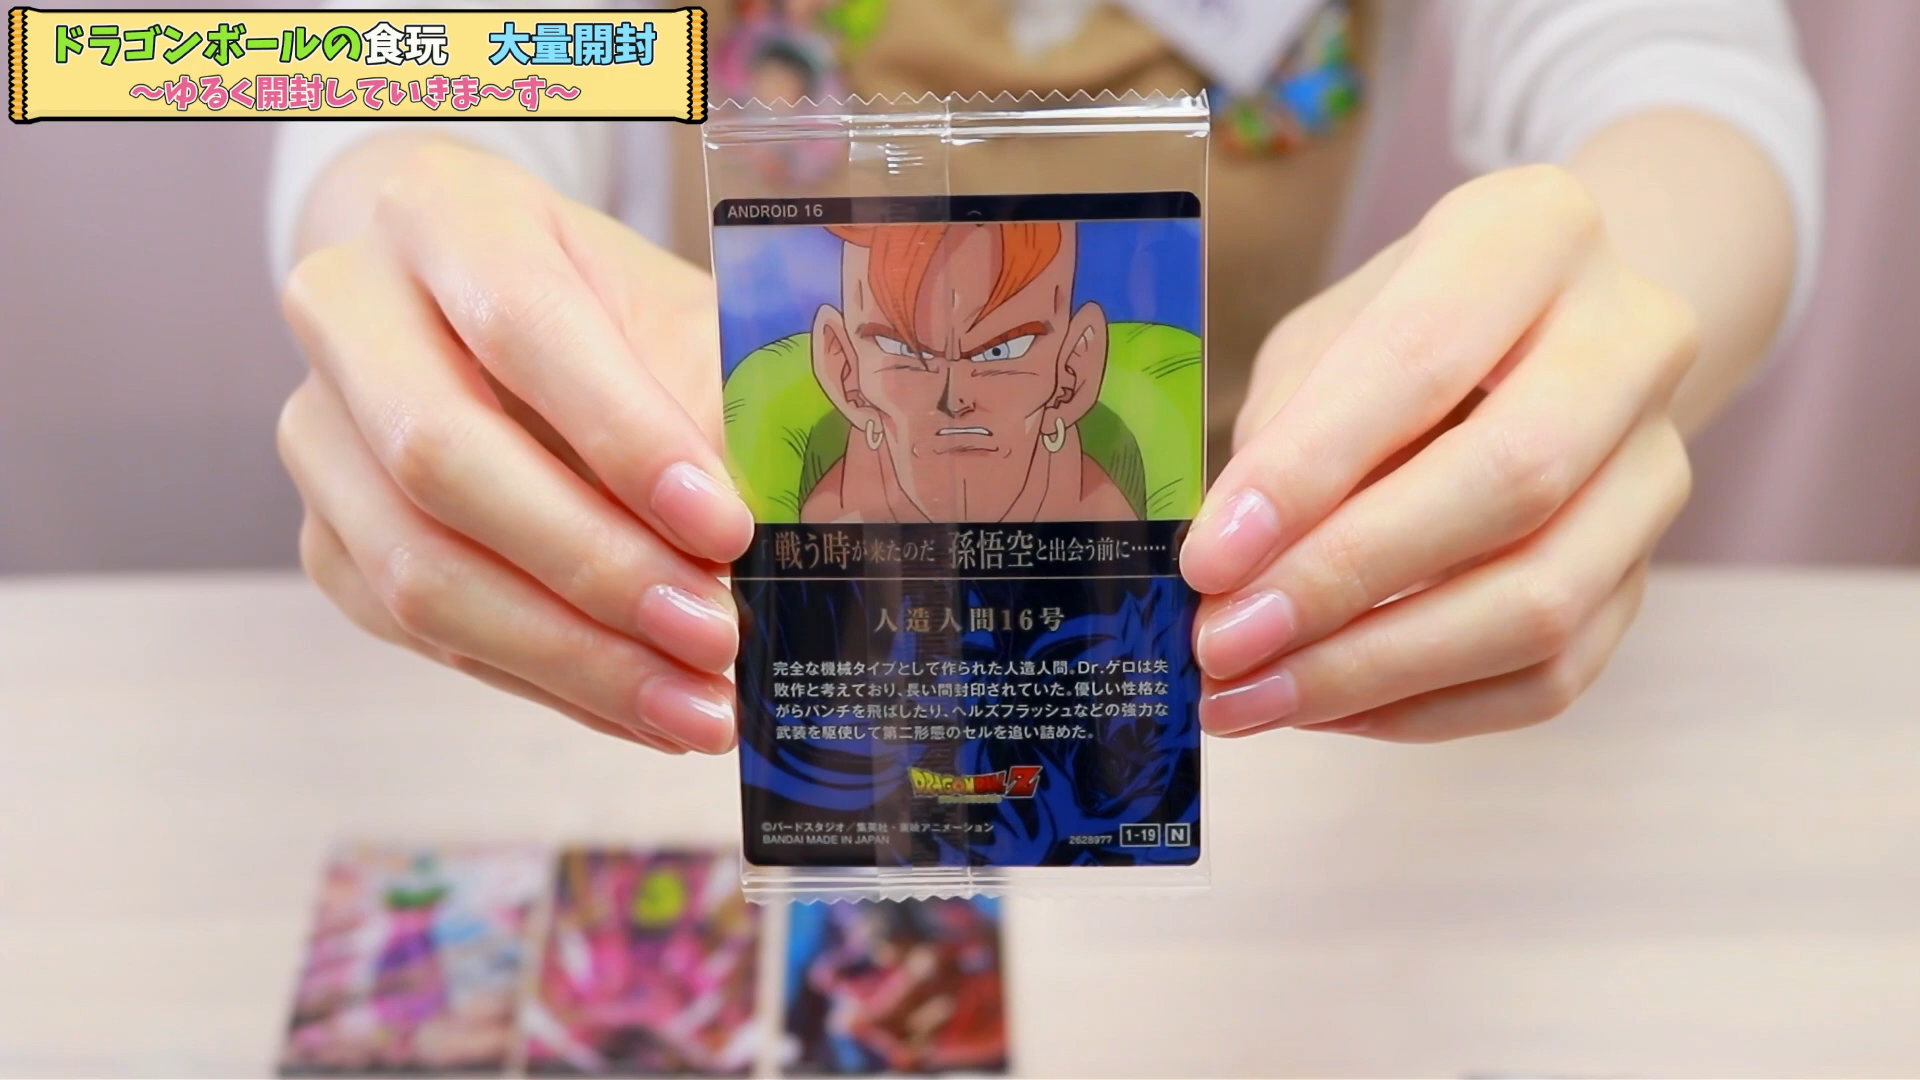 ドラゴンボールの食玩　大量開封
～ゆるく開封していきま～す～
ANDROID 16
「戦う時が来たのだ 孫悟空と出会う前に……」
人造人間16号
完全な機械タイプとして作られた人造人間。Dr.ゲロは失
敗作と考えており、長い間封印されていた。優しい性格な
がらパンチを飛ばしたり、ヘルズフラッシュなどの強力な
武装を駆使して第二形態のセルを追い詰めた。
DRAGONBALL Z
©バードスタジオ／集英社・東映アニメーション
BANDAI MADE IN JAPAN
2628977 1-19 N